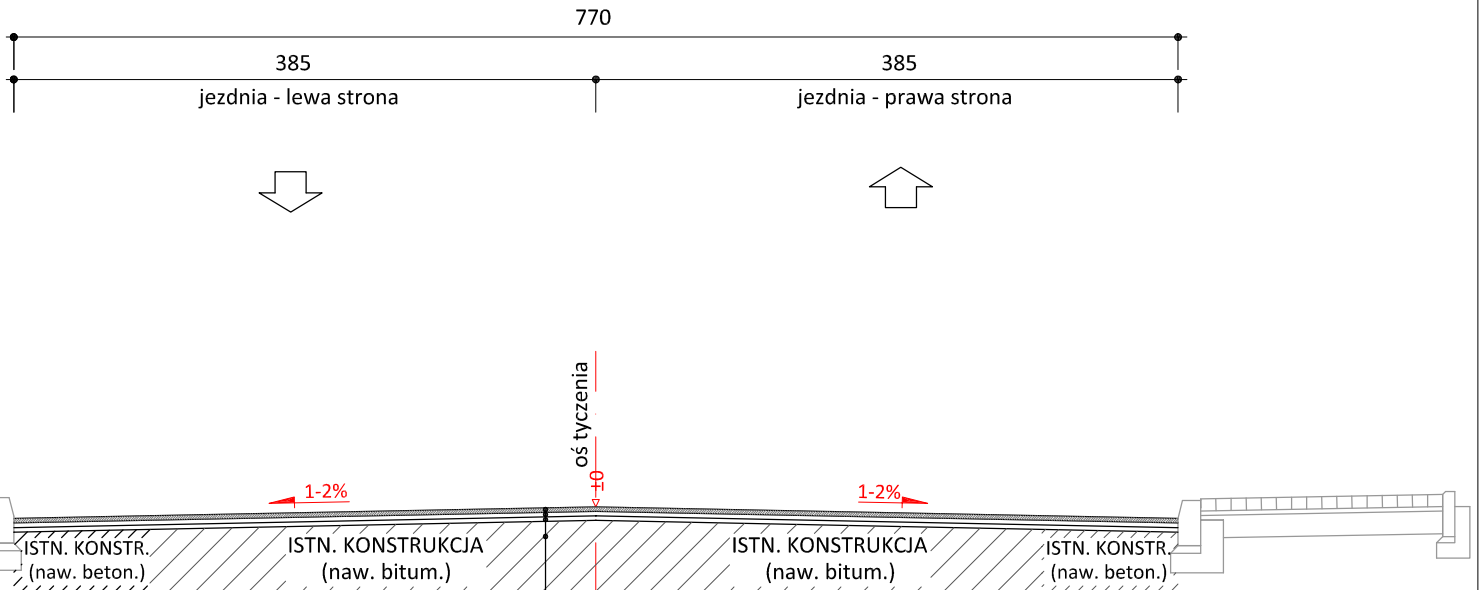 770
385
385
jezdnia - lewa strona
jezdnia - prawa strona
oś tyczenia
±0
1-2%
1-2%
ISTN. KONSTR.
(naw. beton.)
ISTN. KONSTRUKCJA
(naw. bitum.)
ISTN. KONSTRUKCJA
(naw. bitum.)
ISTN. KONSTR.
(naw. beton.)